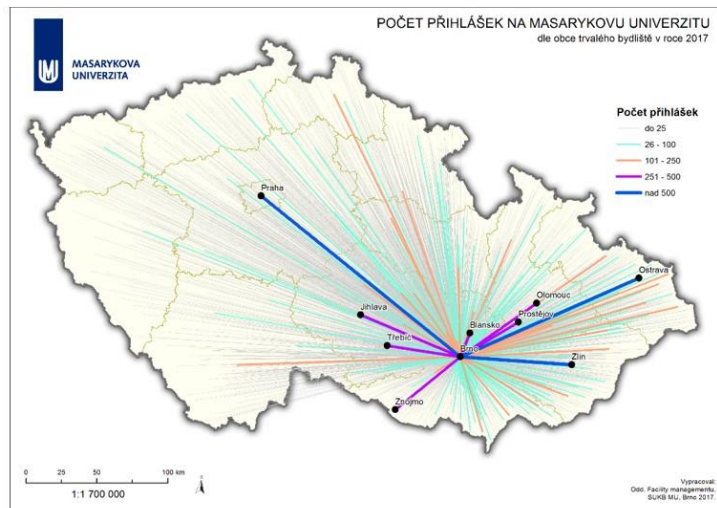 POČET PŘIHLÁŠEK NA MASARYKOVU UNIVERZITU
dle obce trvalého bydliště v roce 2017
MASARYKOVA
UNIVERZITA
Počet přihlášek
do 25
26 - 100
101 - 250
251 - 500
nad 500
Praha
Ostrava
Olomouc
Jihlava
Prostějov
Blansko
Třebíč
Brno
Zlín
Znojmo
0 25 50 100 km
1:1 700 000
Vypracoval:
Odd. Facility managementu,
SUKB MU, Brno 2017.